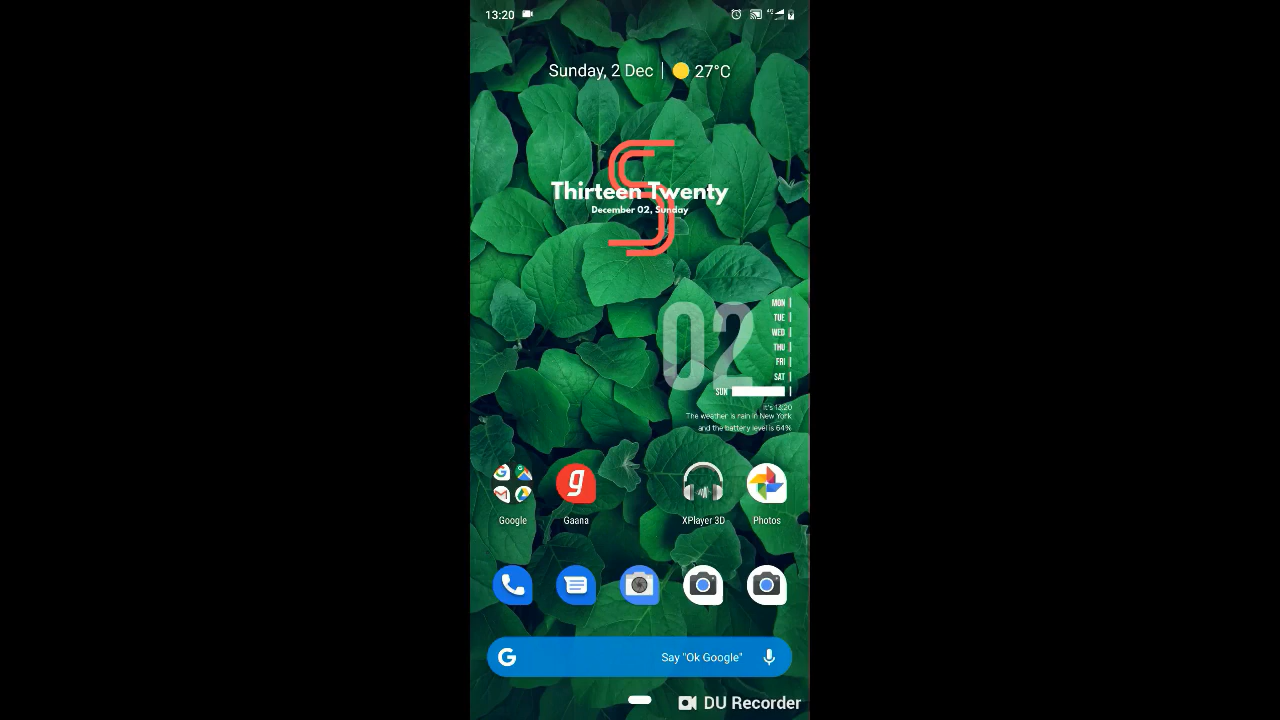 13:20
Sunday, 2 Dec | 27°C
S
Thirteen Twenty
December 02, Sunday
02
MON
TUE
WED
THU
FRI
SAT
SUN
it's 13:20
The weather is rain in New York
and the battery level is 64%
Google Gaana XPlayer 3D Photos
Say "Ok Google"
DU Recorder